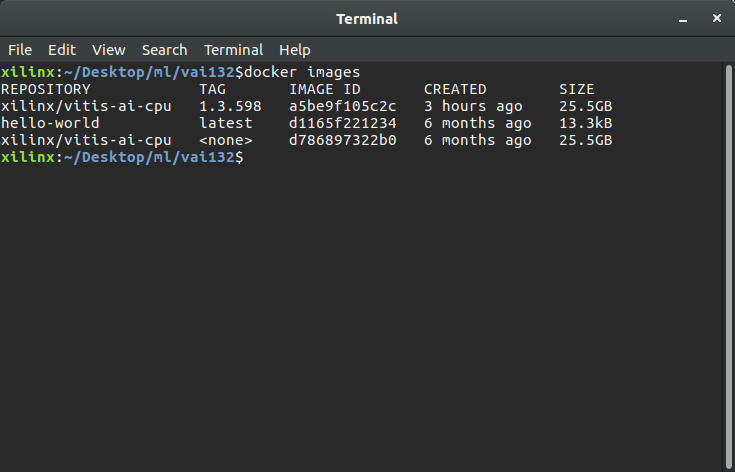 Terminal
File Edit View Search Terminal Help
xilinx:~/Desktop/ml/vai132$docker images
REPOSITORY TAG IMAGE ID CREATED SIZE
xilinx/vitis-ai-cpu 1.3.598 a5be9f105c2c 3 hours ago 25.5GB
hello-world latest d1165f221234 6 months ago 13.3kB
xilinx/vitis-ai-cpu <none> d786897322b0 6 months ago 25.5GB
xilinx:~/Desktop/ml/vai132$